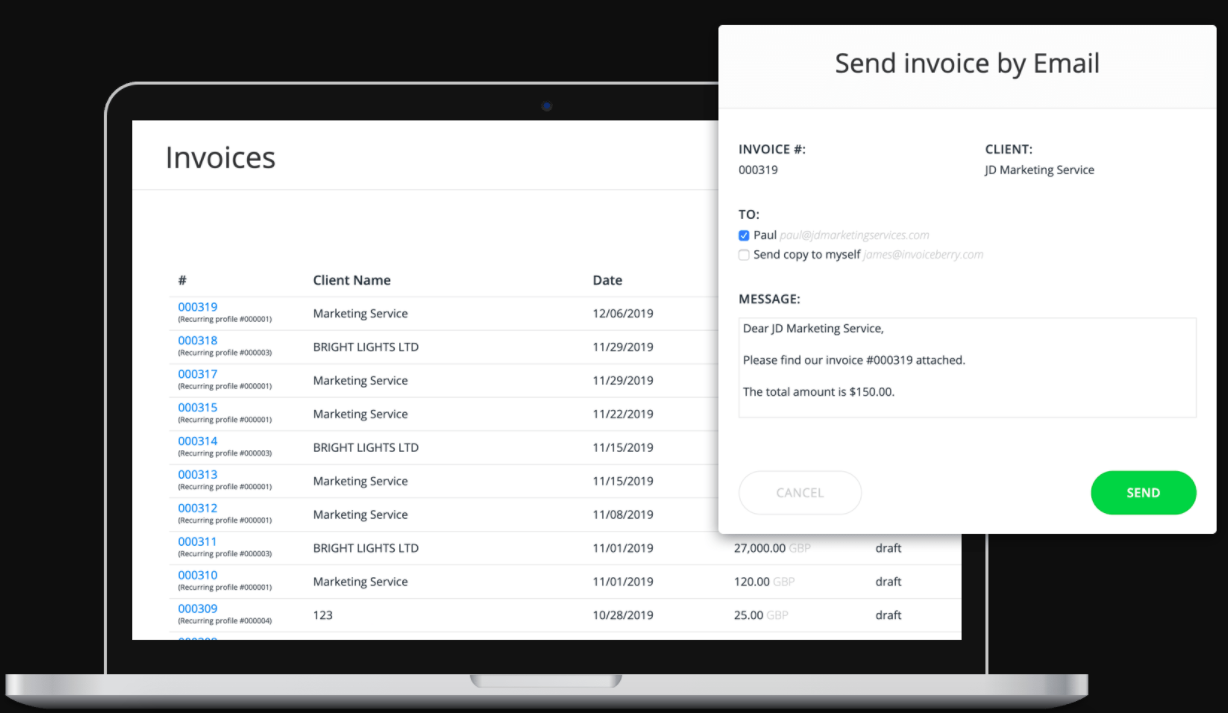 Send invoice by Email
INVOICE #:
CLIENT:
000319
JD Marketing Service
TO:
Paul paul@jdmarketingservices.com
Send copy to myself james@invoiceberry.com
MESSAGE:
Dear JD Marketing Service,
Please find our invoice #000319 attached.
The total amount is $150.00.
CANCEL
SEND
Invoices
# Client Name Date
000319 Marketing Service 12/06/2019
(Recurring profile #000001)
000318 BRIGHT LIGHTS LTD 11/29/2019
(Recurring profile #000003)
000317 Marketing Service 11/29/2019
(Recurring profile #000001)
000315 Marketing Service 11/22/2019
(Recurring profile #000001)
000314 BRIGHT LIGHTS LTD 11/15/2019
(Recurring profile #000003)
000313 Marketing Service 11/15/2019
(Recurring profile #000001)
000312 Marketing Service 11/08/2019
(Recurring profile #000001)
000311 BRIGHT LIGHTS LTD 11/01/2019 27,000.00 GBP draft
(Recurring profile #000003)
000310 Marketing Service 11/01/2019 120.00 GBP draft
(Recurring profile #000001)
000309 123 10/28/2019 25.00 GBP draft
(Recurring profile #000004)